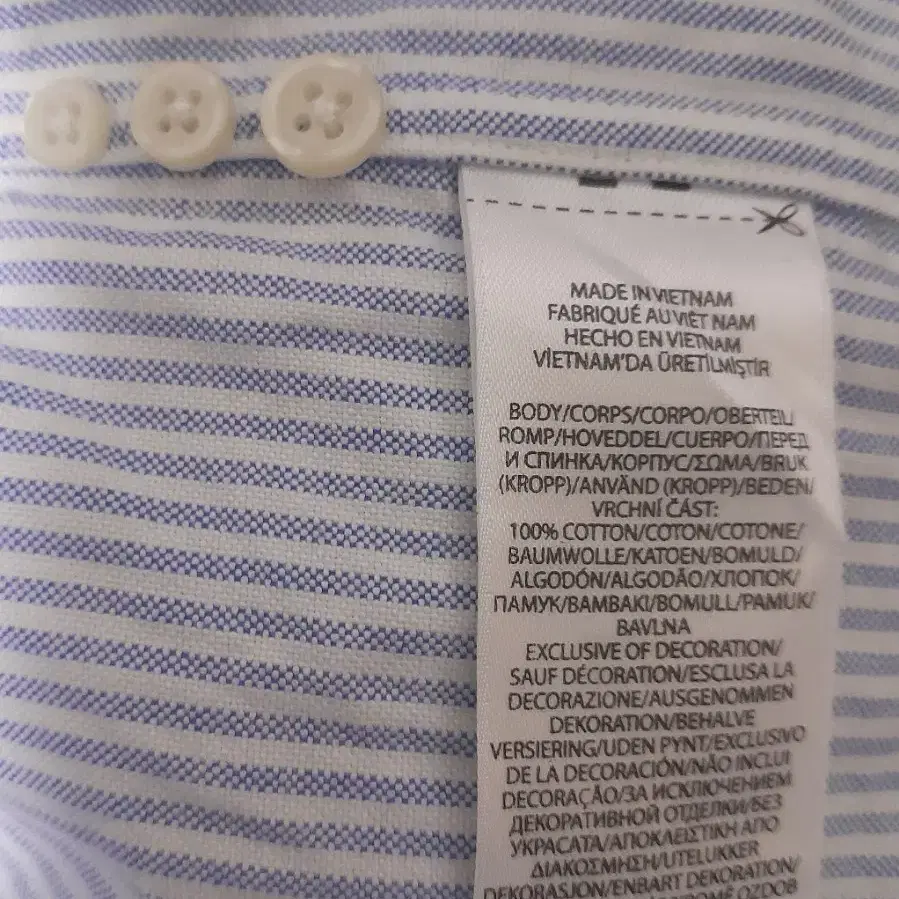 MADE IN VIETNAM
FABRIQUÉ AU VIET NAM
HECHO EN VIETNAM
VİETNAM'DA ÜRETİLMİŞTİR
BODY/CORPS/CORPO/OBERTEIL/
ROMP/HOVEDDEL/CUERPO/ПЕРЕД
И СПИНКА/КОРПУС/ΣΩΜΑ/BRUK
(KROPP)/ANVÄND (KROPP)/BEDEN/
VRCHNÍ ČÁST:
100% COTTON/COTON/COTONE/
BAUMWOLLE/KATOEN/BOMULD/
ALGODÓN/ALGODÃO/ХЛОПОК/
ПАМУК/BAMBAKI/BOMULL/PAMUK/
BAVLNA
EXCLUSIVE OF DECORATION/
SAUF DÉCORATION/ESCLUSA LA
DECORAZIONE/AUSGENOMMEN
DEKORATION/BEHALVE
VERSIERING/UDEN PYNT/EXCLUSIVO
DE LA DECORACIÓN/NÃO INCLUI
DECORAÇÃO/ЗА ИСКЛЮЧЕНИЕМ
ДЕКОРАТИВНОЙ ОТДЕЛКИ/БЕЗ
УКРАСАТА/ΑΠΟΚΛΕΙΣΤΙΚΗ ΑΠΟ
ΔΙΑΚΟΣΜΗΣΗ/UTELUKKER
DEKORASJON/ENBART DEKORATION/
OZDOB